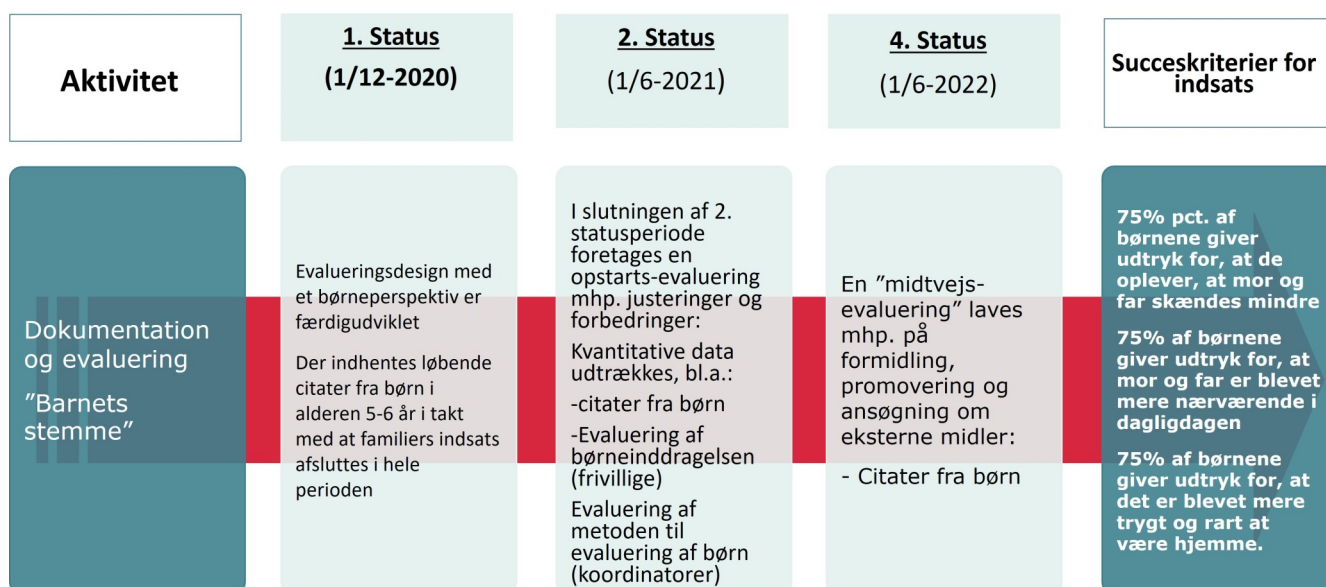 Aktivitet
1. Status
(1/12-2020)
2. Status
(1/6-2021)
4. Status
(1/6-2022)
Succeskriterier for
indsats
Dokumentation
og evaluering
"Barnets
stemme"
Evalueringsdesign med
et børneperspektiv er
færdigudviklet
Der indhentes løbende
citater fra børn i
alderen 5-6 år i takt
med at familiers indsats
afsluttes i hele
perioden
I slutningen af 2.
statusperiode
foretages en
opstarts-evaluering
mhp. justeringer og
forbedringer:
Kvantitative data
udtrækkes, bl.a.:
-citater fra børn
-Evaluering af
børneinddragelsen
(frivillige)
Evaluering af
metoden til
evaluering af børn
(koordinatorer)
En "midtvejs-
evaluering" laves
mhp. på
formidling,
promovering og
ansøgning om
eksterne midler:
- Citater fra børn
75% pct. af
børnene giver
udtryk for, at de
oplever, at mor og
far skændes mindre
75% af børnene
giver udtryk for, at
mor og far er blevet
mere nærværende i
dagligdagen
75% af børnene
giver udtryk for, at
det er blevet mere
trygt og rart at
være hjemme.